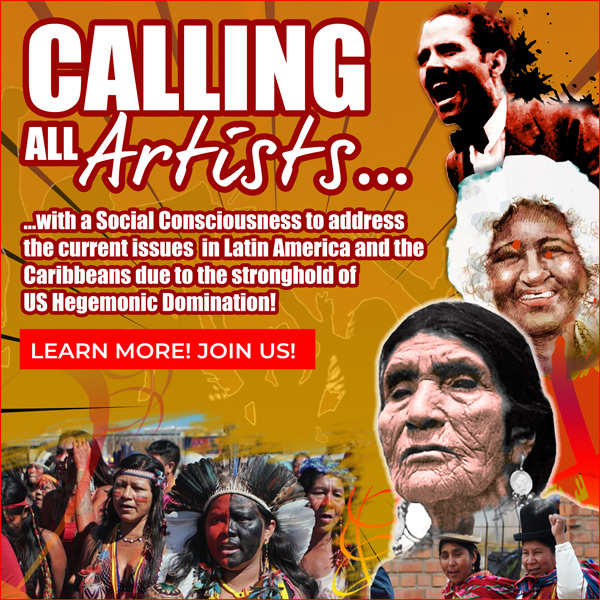 CALLING
ALL Artists...
...with a Social Consciousness to address
the current issues in Latin America and the
Caribbeans due to the stronghold of
US Hegemonic Domination!
LEARN MORE! JOIN US!